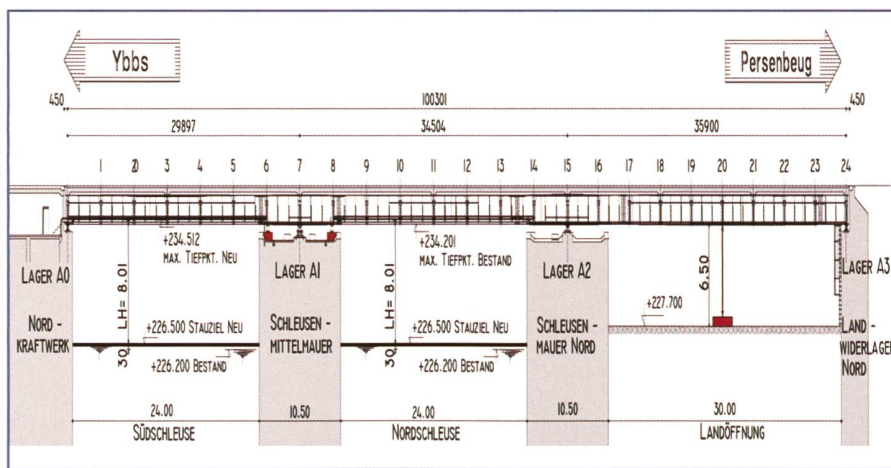 Ybbs
Persenbeug
450
100301
450
29897
34504
35900
1 20 3 4 5 6 7 8 9 10 11 12 13 14 15 16 17 18 19 20 21 22 23 24
+234.512
MAX. TIEFPKT. NEU
+234.201
MAX. TIEFPKT. BESTAND
LAGER A0
LAGER A1
LAGER A2
LAGER A3
LH= 8.01
LH= 8.01
6.50
+227.700
NORD-
KRAFTWERK
SCHLEUSEN-
MITTELMAUER
SCHLEUSEN-
MAUER NORD
LAND-
WIDERLAGER
NORD
+226.500 STAUZIEL NEU
+226.500 STAUZIEL NEU
30
+226.200 BESTAND
30
+226.200 BESTAND
24.00
10.50
24.00
10.50
30.00
SÜDSCHLEUSE
NORDSCHLEUSE
LANDÖFFNUNG